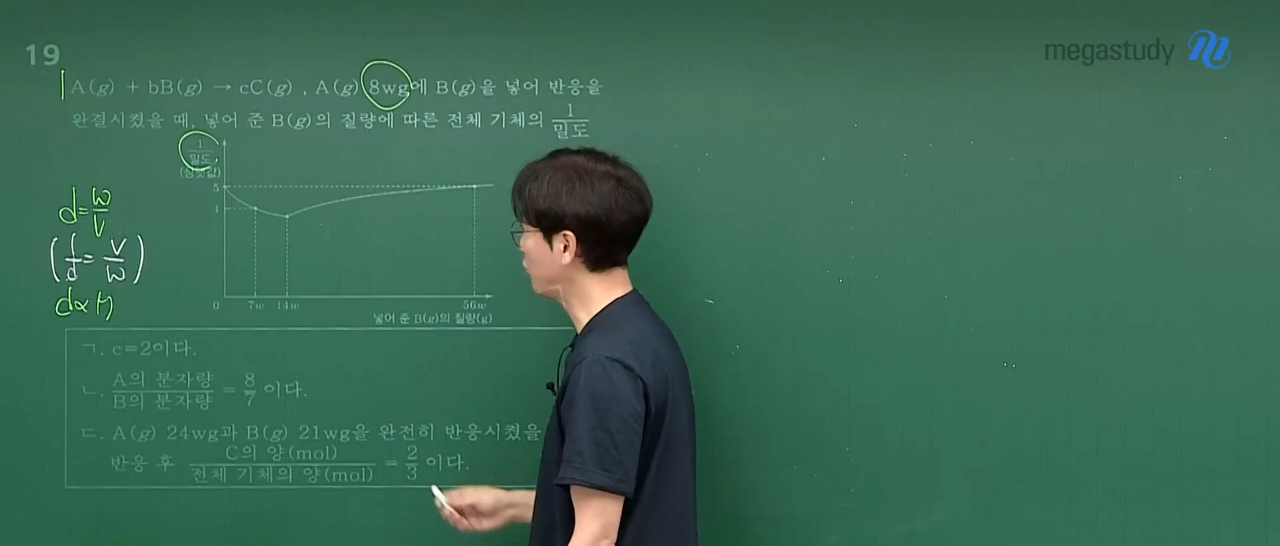 megastudy
19
A(g) + bB(g) → cC(g) , A(g) 8wg에 B(g)을 넣어 반응을
완결시켰을 때, 넣어 준 B(g)의 질량에 따른 전체 기체의 1/밀도
1/밀도
(상댓값)
5
4
0 7w 14w 56w
넣어 준 B(g)의 질량(g)
d=w/V
(1/d=V/w)
d∝M
ㄱ. c=2이다.
ㄴ. A의 분자량/B의 분자량 = 8/7 이다.
ㄷ. A(g) 24wg과 B(g) 21wg을 완전히 반응시켰을
반응 후 C의 양(mol)/전체 기체의 양(mol) = 2/3 이다.